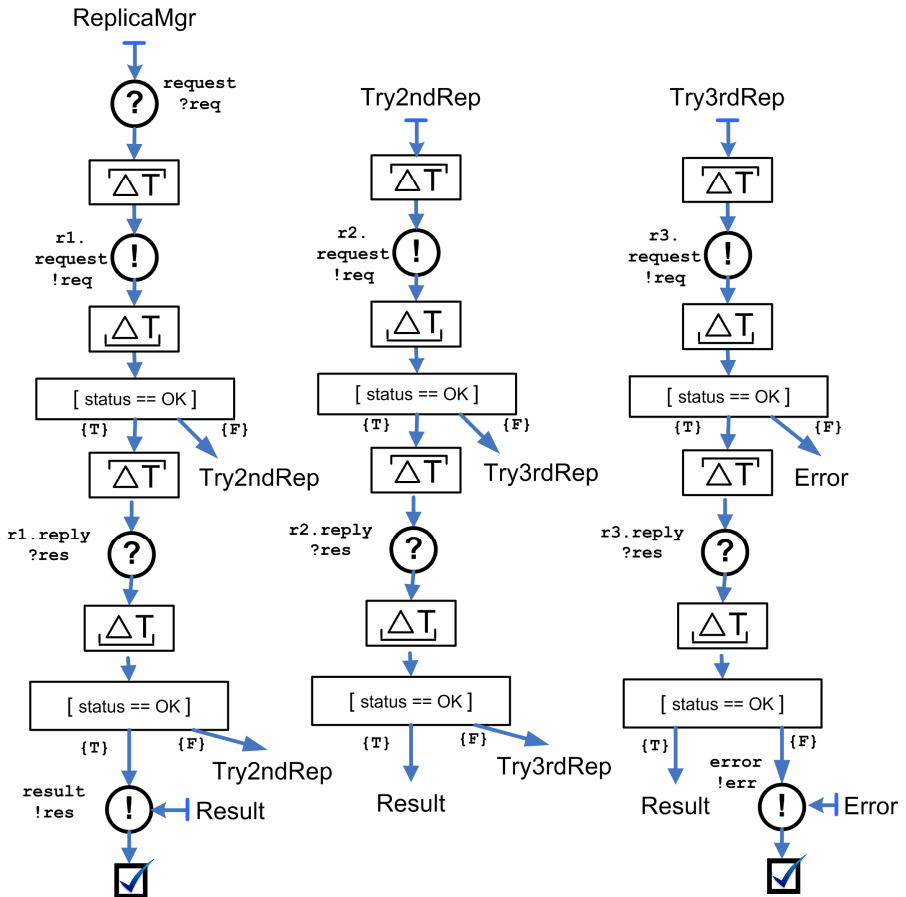 ReplicaMgr
?
request
?req
ΔT
r1.
request
!req
!
ΔT
[ status == OK ]
{T}
{F}
Try2ndRep
ΔT
r1.reply
?res
?
ΔT
[ status == OK ]
{T}
{F}
Try2ndRep
result
!res
!
Result
Try2ndRep
ΔT
r2.
request
!req
!
ΔT
[ status == OK ]
{T}
{F}
Try3rdRep
ΔT
r2.reply
?res
?
ΔT
[ status == OK ]
{T}
{F}
Try3rdRep
Result
Try3rdRep
ΔT
r3.
request
!req
!
ΔT
[ status == OK ]
{T}
{F}
Error
ΔT
r3.reply
?res
?
ΔT
[ status == OK ]
{T}
{F}
Result
error
!err
!
Error